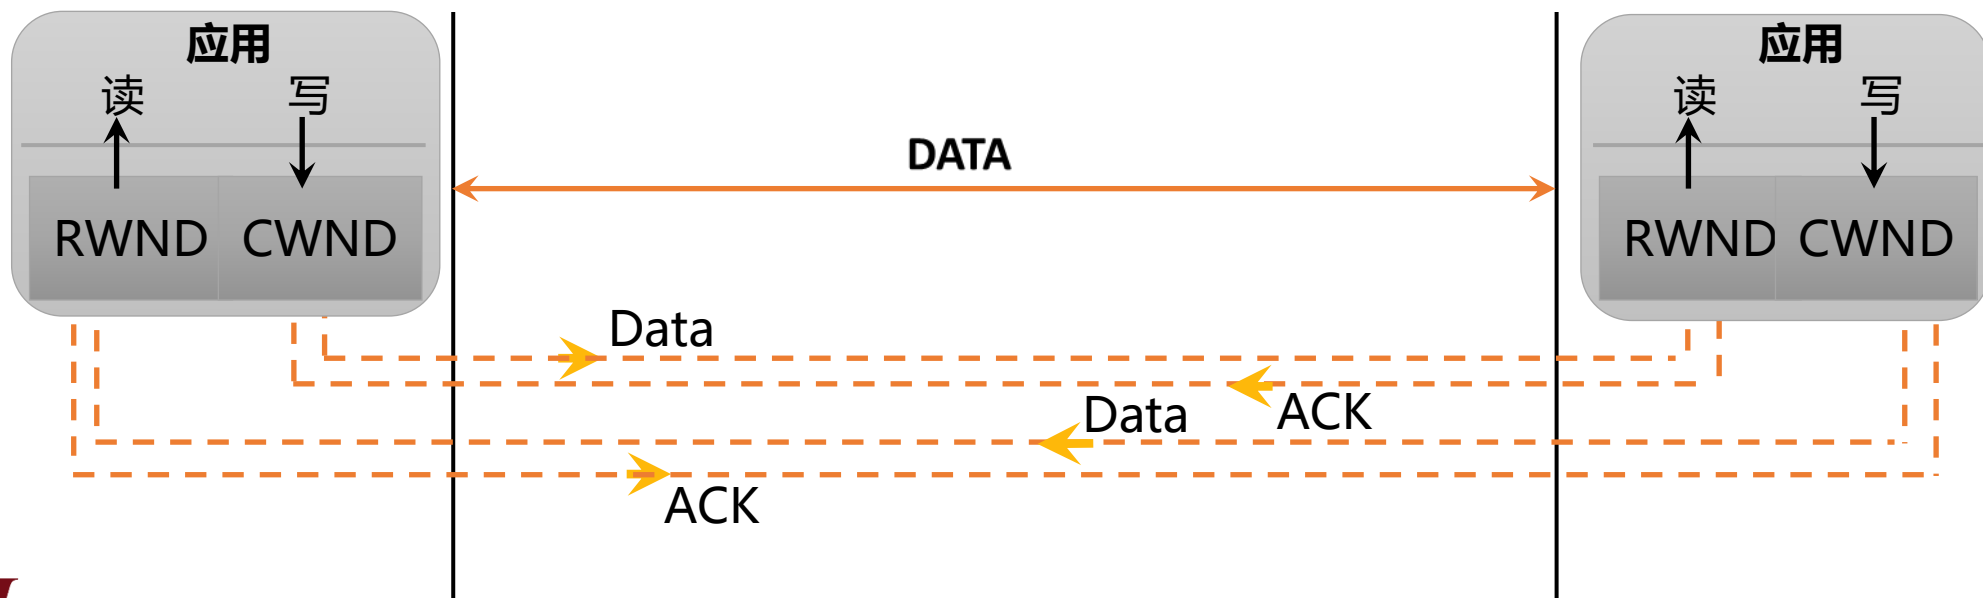 应用
读 写
RWND CWND
DATA
应用
读 写
RWND CWND
Data
ACK
Data
ACK